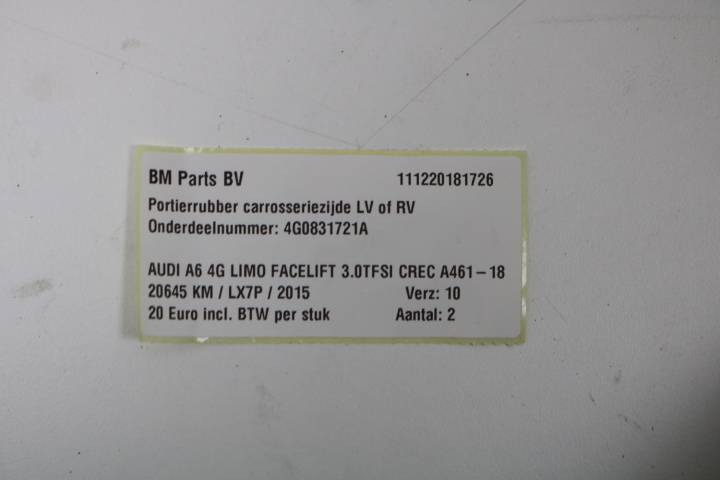 BM Parts BV 111220181726
Portierrubber carrosseriezijde LV of RV
Onderdeelnummer: 4G0831721A
AUDI A6 4G LIMO FACELIFT 3.0TFSI CREC A461-18
20645 KM / LX7P / 2015 Verz: 10
20 Euro incl. BTW per stuk Aantal: 2